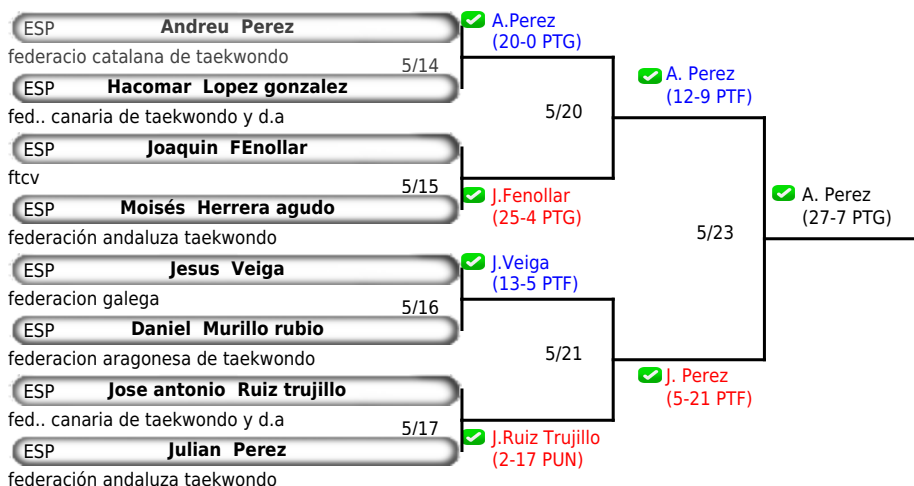 ESP Andreu Perez
federacio catalana de taekwondo
5/14
ESP Hacomar Lopez gonzalez
fed.. canaria de taekwondo y d.a
ESP Joaquin FEnollar
ftcv
5/15
ESP Moisés Herrera agudo
federación andaluza taekwondo
ESP Jesus Veiga
federacion galega
5/16
ESP Daniel Murillo rubio
federacion aragonesa de taekwondo
ESP Jose antonio Ruiz trujillo
fed.. canaria de taekwondo y d.a
5/17
ESP Julian Perez
federación andaluza taekwondo
A.Perez
(20-0 PTG)
5/20
J.Fenollar
(25-4 PTG)
J.Veiga
(13-5 PTF)
5/21
J.Ruiz Trujillo
(2-17 PUN)
A. Perez
(12-9 PTF)
5/23
J. Perez
(5-21 PTF)
A. Perez
(27-7 PTG)